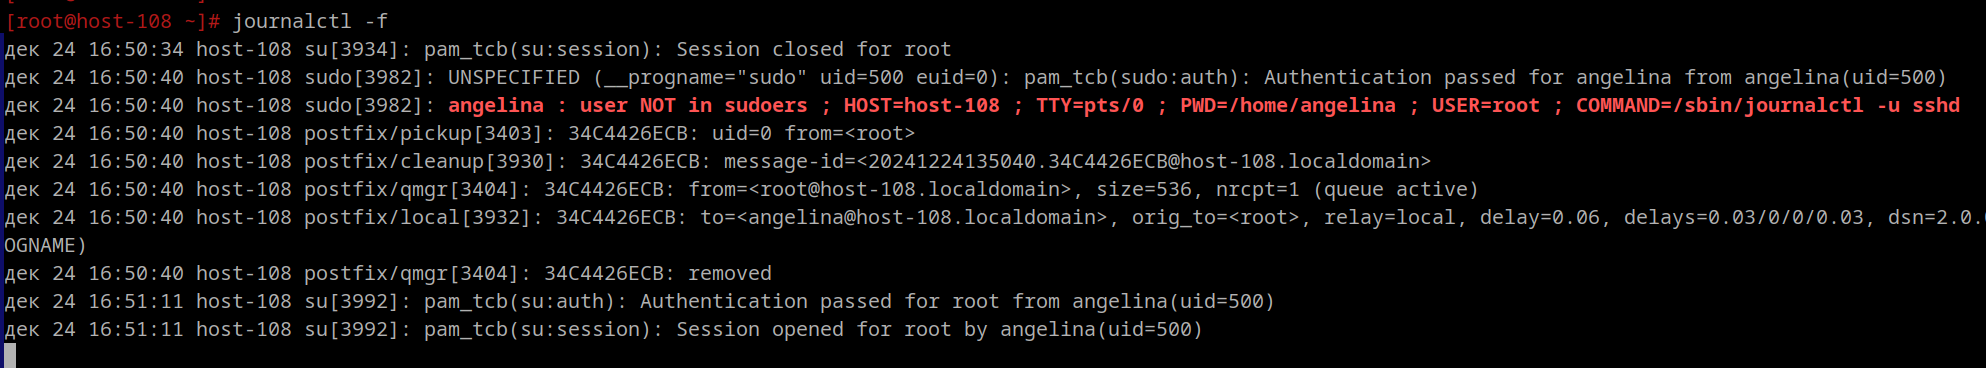 [root@host-108 ~]# journalctl -f
дек 24 16:50:34 host-108 su[3934]: pam_tcb(su:session): Session closed for root
дек 24 16:50:40 host-108 sudo[3982]: UNSPECIFIED (__progname="sudo" uid=500 euid=0): pam_tcb(sudo:auth): Authentication passed for angelina from angelina(uid=500)
дек 24 16:50:40 host-108 sudo[3982]: angelina : user NOT in sudoers ; HOST=host-108 ; TTY=pts/0 ; PWD=/home/angelina ; USER=root ; COMMAND=/sbin/journalctl -u sshd
дек 24 16:50:40 host-108 postfix/pickup[3403]: 34C4426ECB: uid=0 from=<root>
дек 24 16:50:40 host-108 postfix/cleanup[3930]: 34C4426ECB: message-id=<20241224135040.34C4426ECB@host-108.localdomain>
дек 24 16:50:40 host-108 postfix/qmgr[3404]: 34C4426ECB: from=<root@host-108.localdomain>, size=536, nrcpt=1 (queue active)
дек 24 16:50:40 host-108 postfix/local[3932]: 34C4426ECB: to=<angelina@host-108.localdomain>, orig_to=<root>, relay=local, delay=0.06, delays=0.03/0/0/0.03, dsn=2.0.
OGNAME)
дек 24 16:50:40 host-108 postfix/qmgr[3404]: 34C4426ECB: removed
дек 24 16:51:11 host-108 su[3992]: pam_tcb(su:auth): Authentication passed for root from angelina(uid=500)
дек 24 16:51:11 host-108 su[3992]: pam_tcb(su:session): Session opened for root by angelina(uid=500)